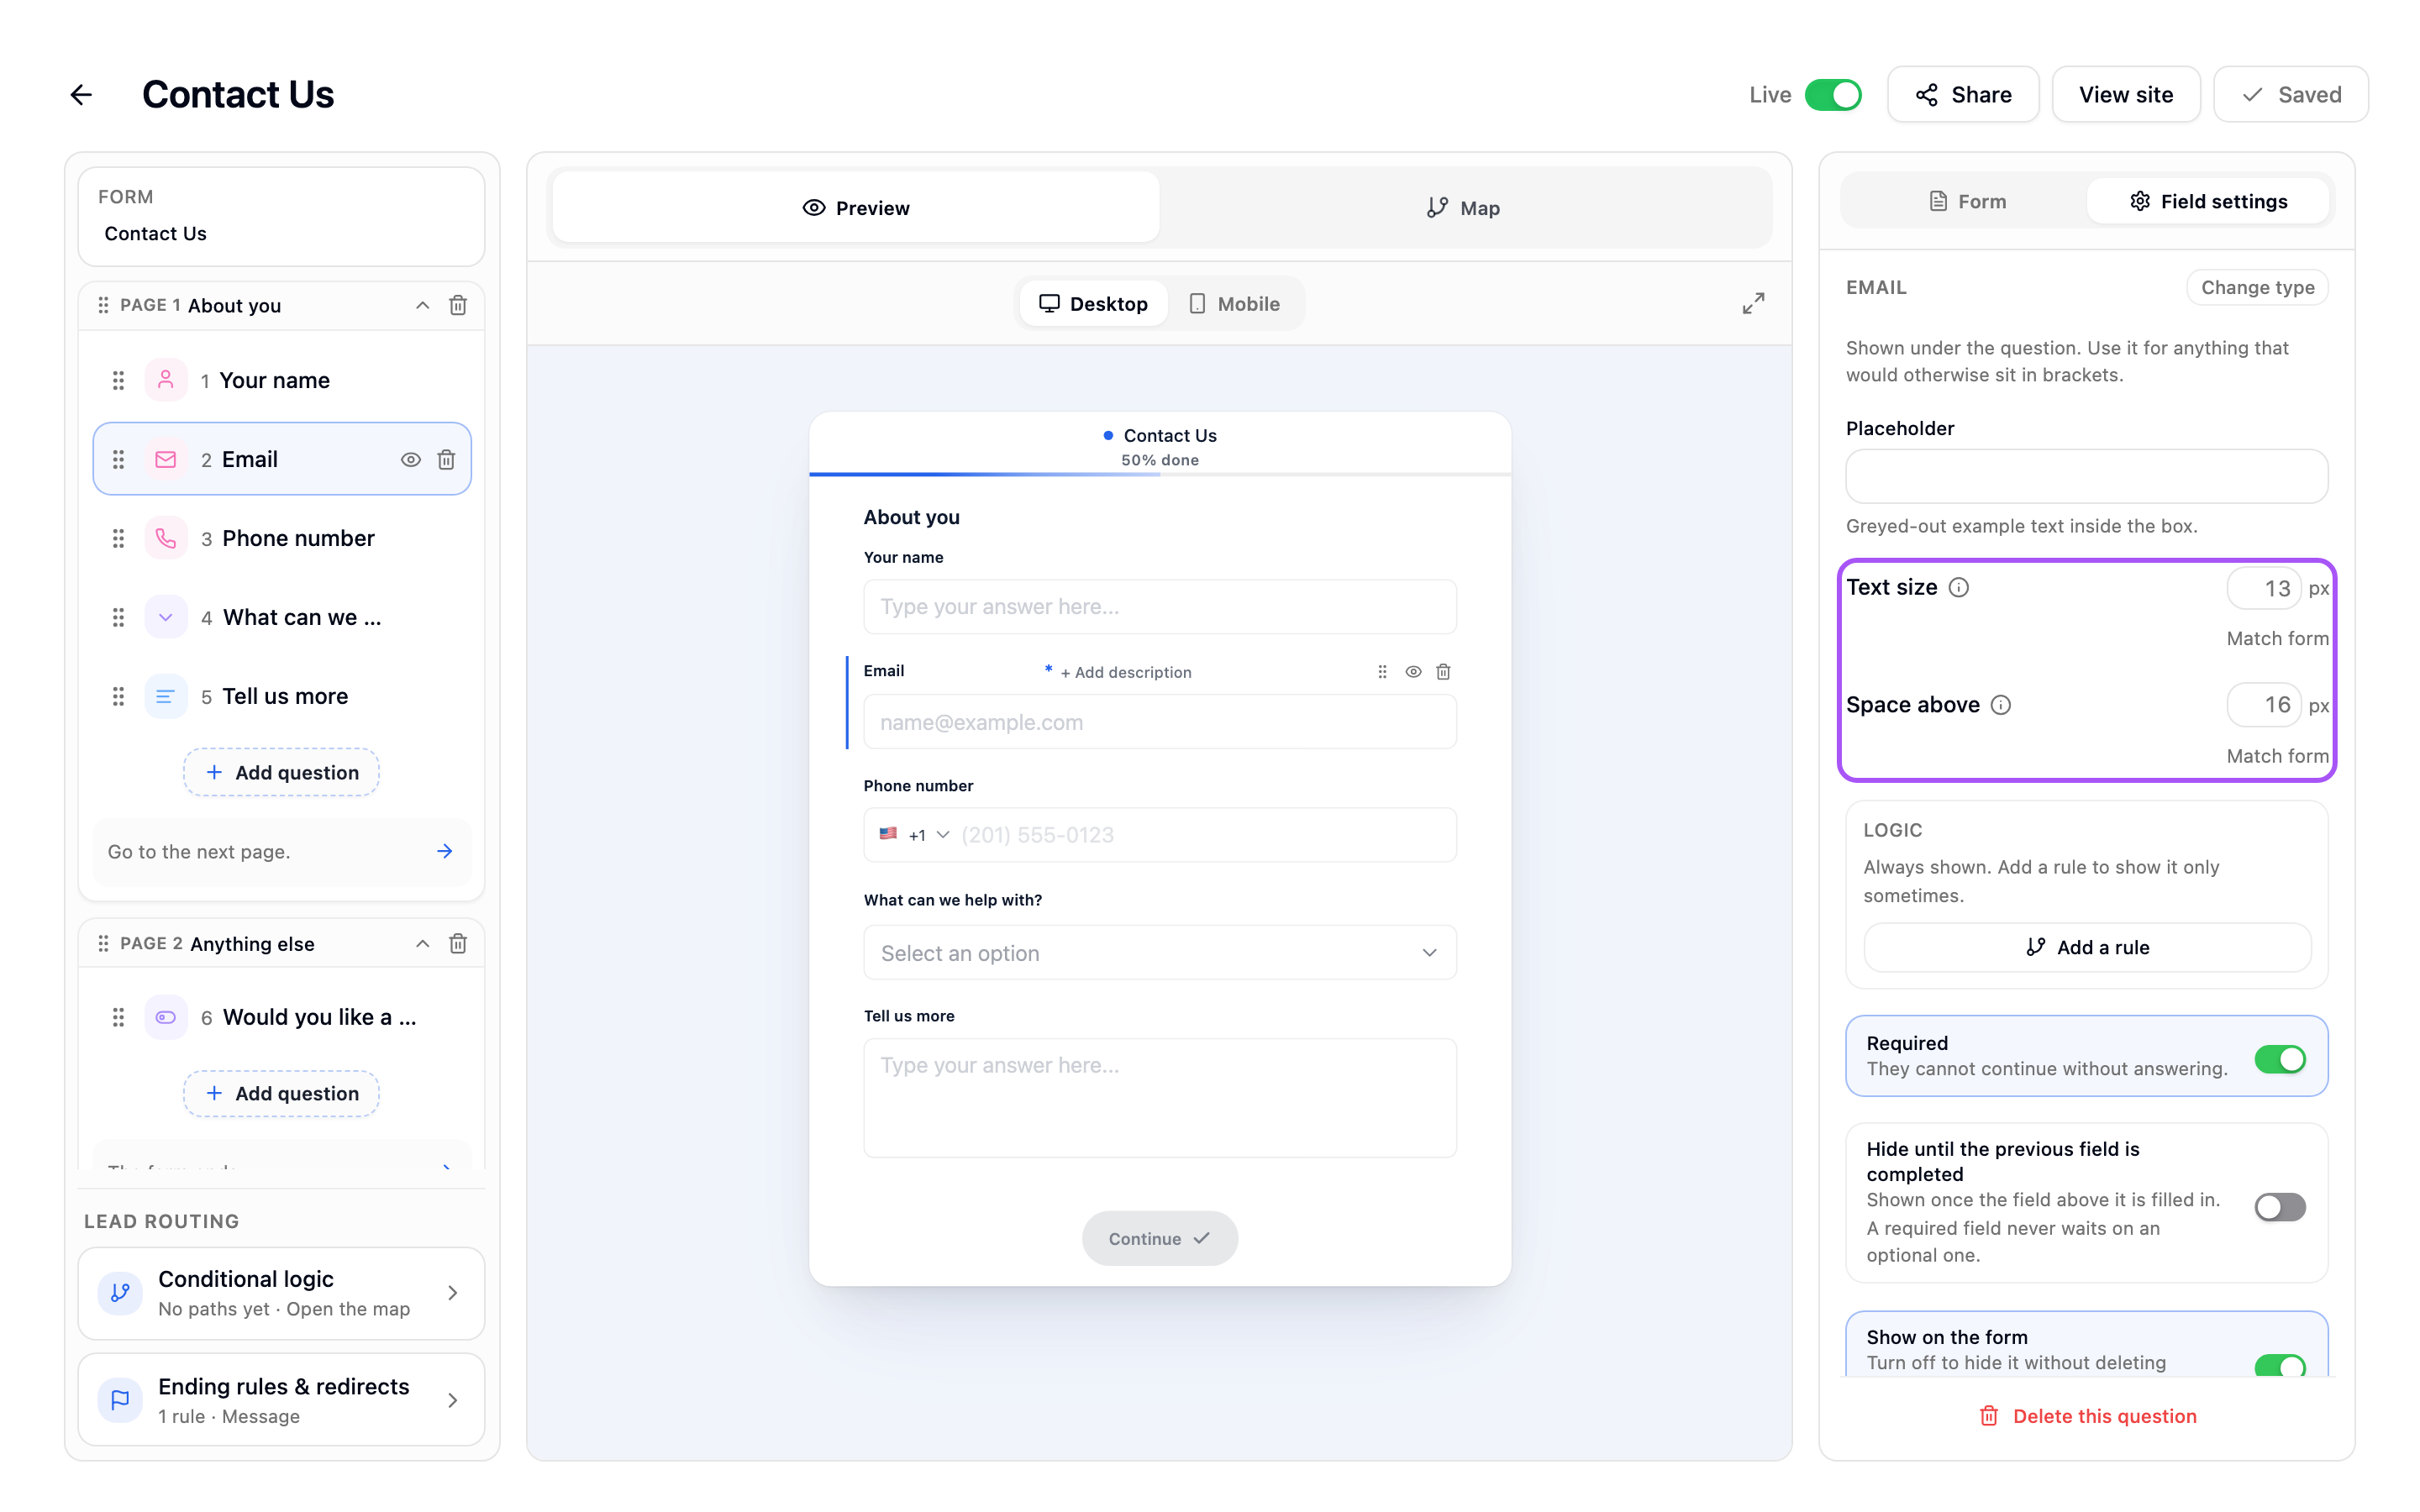 Contact Us
Live
Share
View site
Saved
FORM
Contact Us
PAGE 1 About you
1 Your name
2 Email
3 Phone number
4 What can we ...
5 Tell us more
+ Add question
Go to the next page.
PAGE 2 Anything else
6 Would you like a ...
+ Add question
LEAD ROUTING
Conditional logic
No paths yet · Open the map
Ending rules & redirects
1 rule · Message
Preview
Map
Desktop
Mobile
Contact Us
50% done
About you
Your name
Type your answer here...
Email * + Add description
name@example.com
Phone number
+1 (201) 555-0123
What can we help with?
Select an option
Tell us more
Type your answer here...
Continue
Form
Field settings
EMAIL
Change type
Shown under the question. Use it for anything that
would otherwise sit in brackets.
Placeholder
Greyed-out example text inside the box.
Text size 13 px
Match form
Space above 16 px
Match form
LOGIC
Always shown. Add a rule to show it only
sometimes.
Add a rule
Required
They cannot continue without answering.
Hide until the previous field is
completed
Shown once the field above it is filled in.
A required field never waits on an
optional one.
Show on the form
Turn off to hide it without deleting
Delete this question